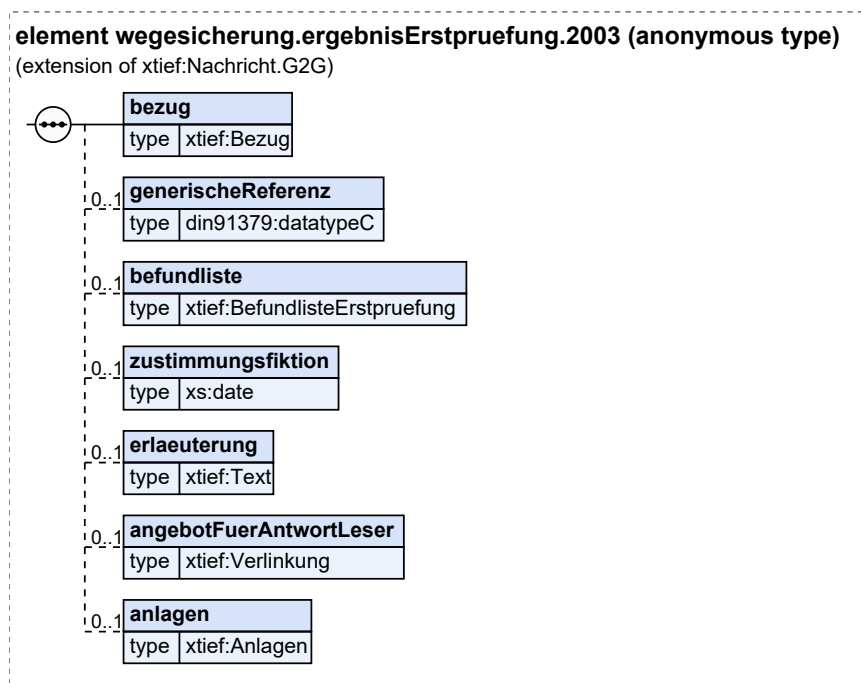 element wegesicherung.ergebnisErstpruefung.2003 (anonymous type)
(extension of xtief:Nachricht.G2G)
bezug
type xtief:Bezug
0..1 generischeReferenz
type din91379:datatypeC
0..1 befundliste
type xtief:BefundlisteErstpruefung
0..1 zustimmungsfiktion
type xs:date
0..1 erlaeuterung
type xtief:Text
0..1 angebotFuerAntwortLeser
type xtief:Verlinkung
0..1 anlagen
type xtief:Anlagen